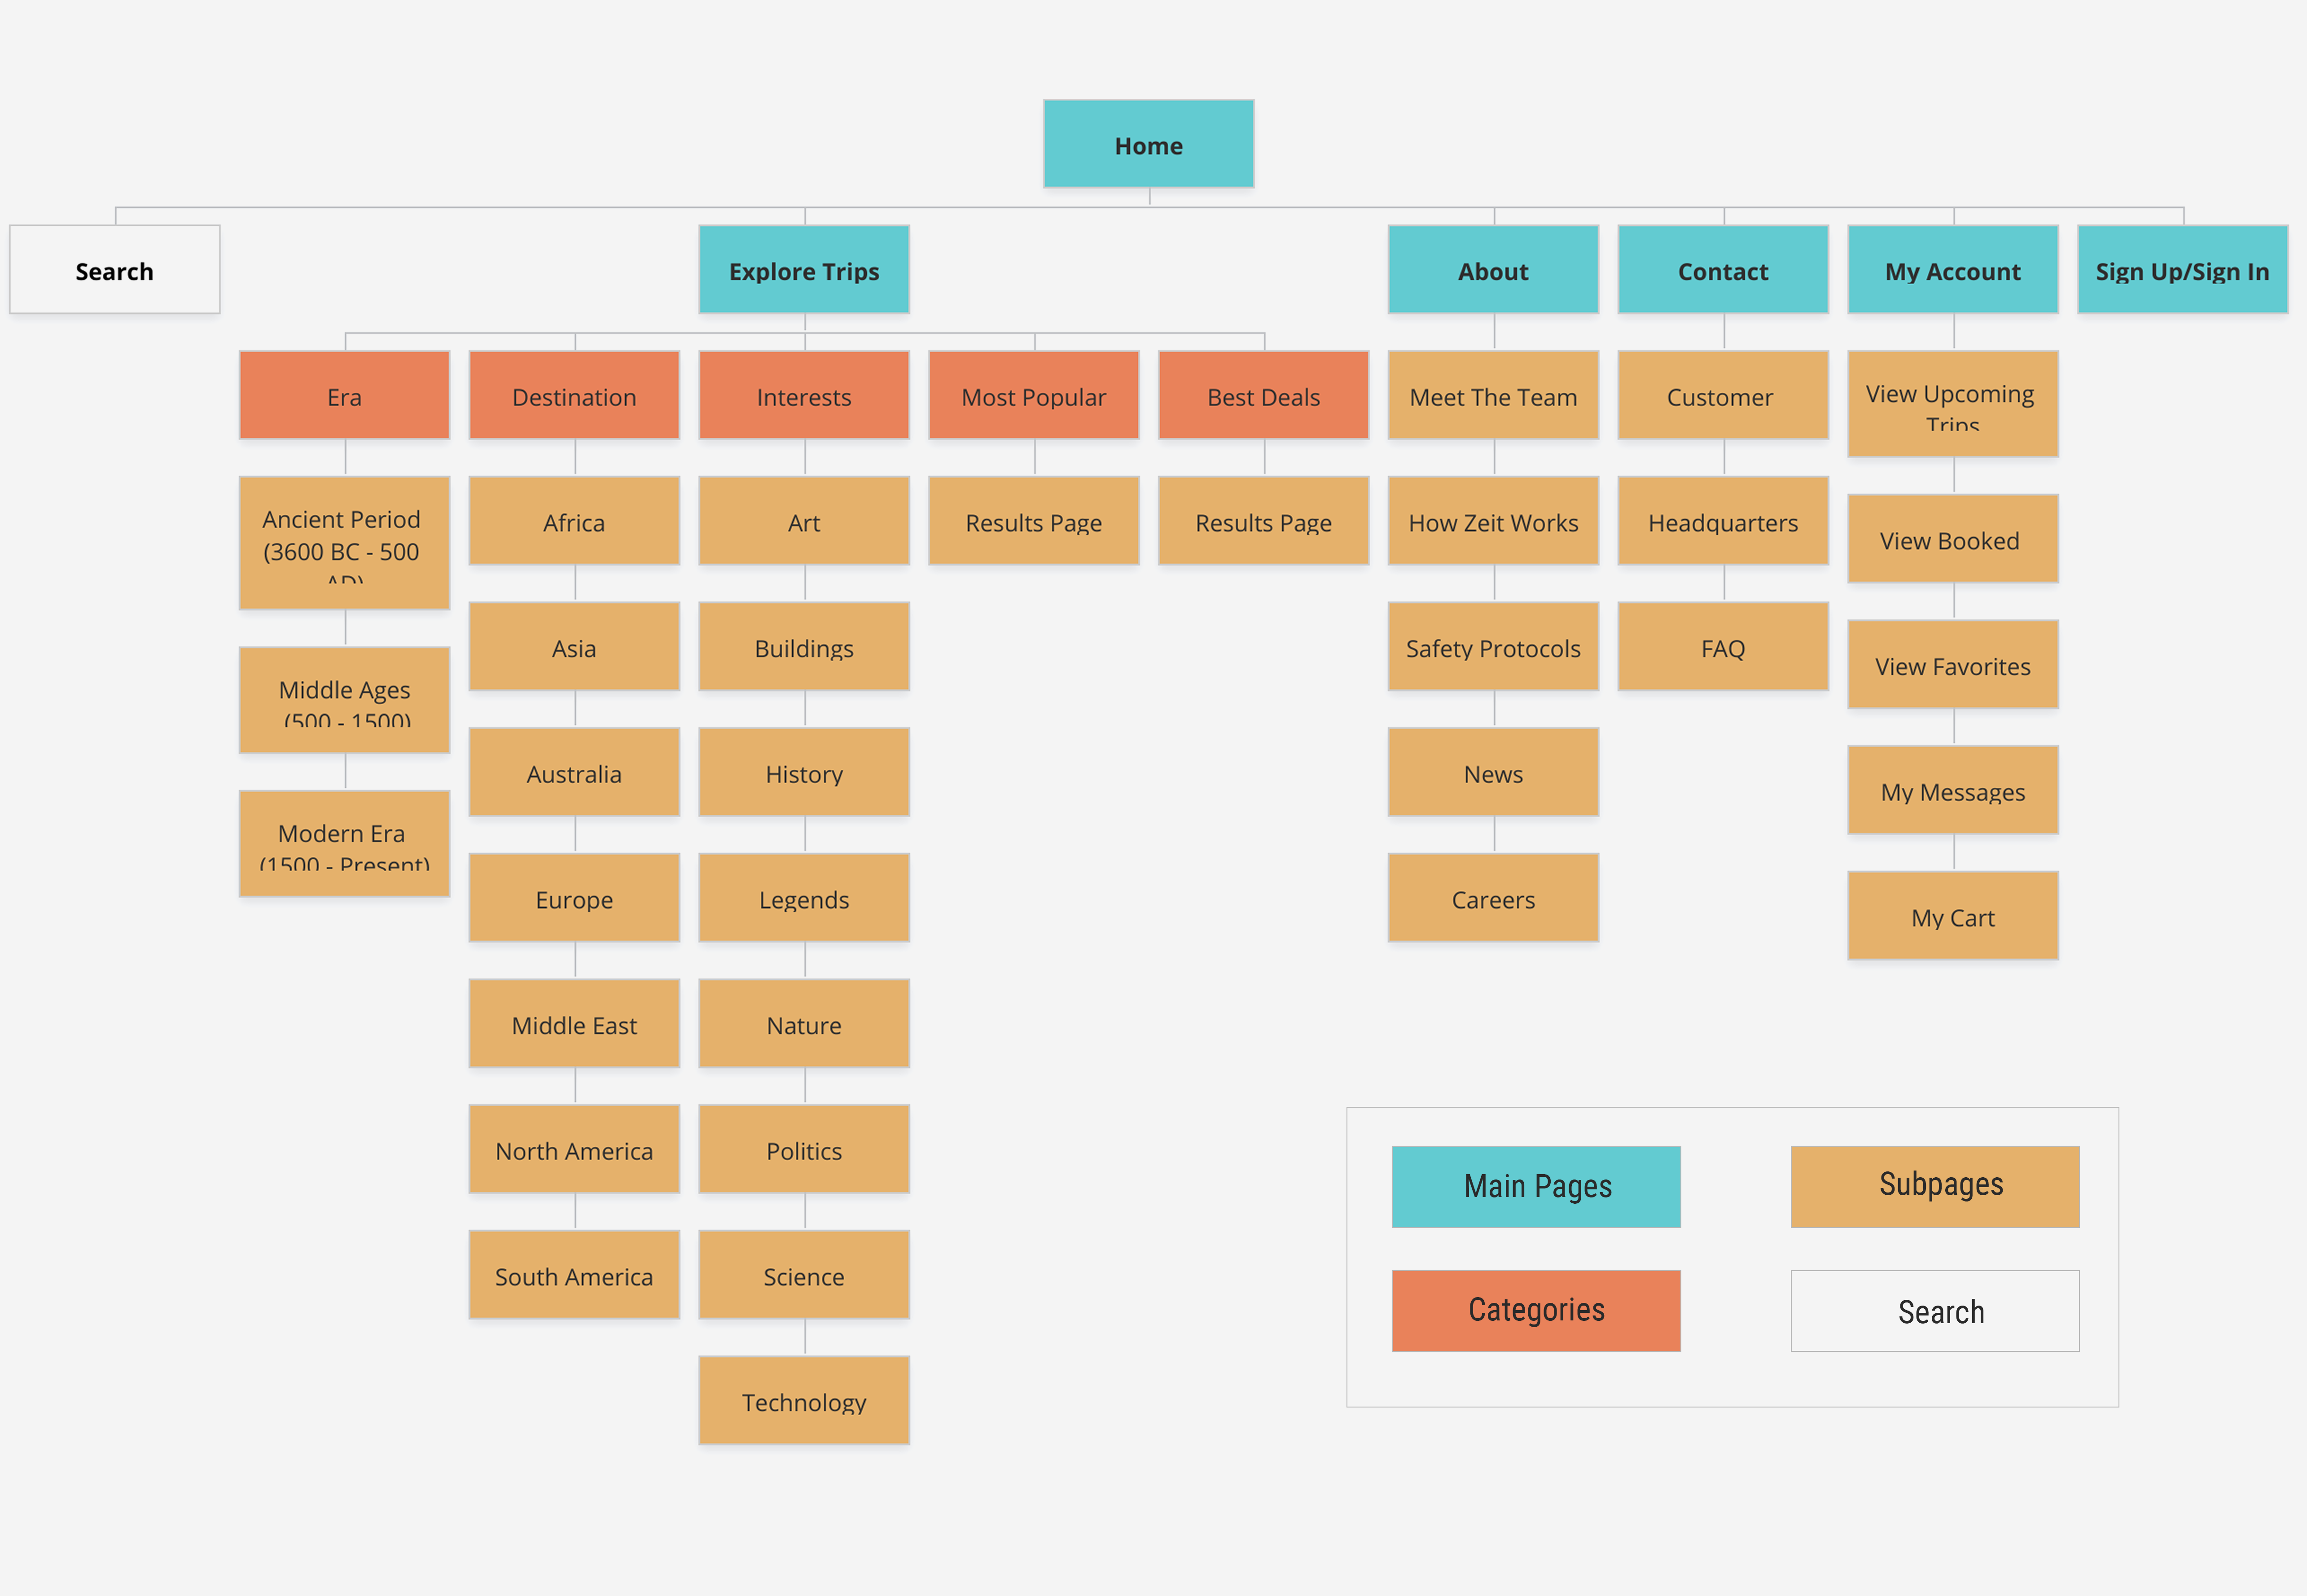 Home
Search
Explore Trips
About
Contact
My Account
Sign Up/Sign In
Era
Destination
Interests
Most Popular
Best Deals
Meet The Team
Customer
View Upcoming
Trips
Ancient Period
(3600 BC - 500
AD)
Africa
Art
Results Page
Results Page
How Zeit Works
Headquarters
View Booked
Middle Ages
(500 - 1500)
Asia
Buildings
Safety Protocols
FAQ
View Favorites
Modern Era
(1500 - Present)
Australia
History
News
My Messages
Europe
Legends
Careers
My Cart
Middle East
Nature
North America
Politics
South America
Science
Technology
Main Pages
Subpages
Categories
Search